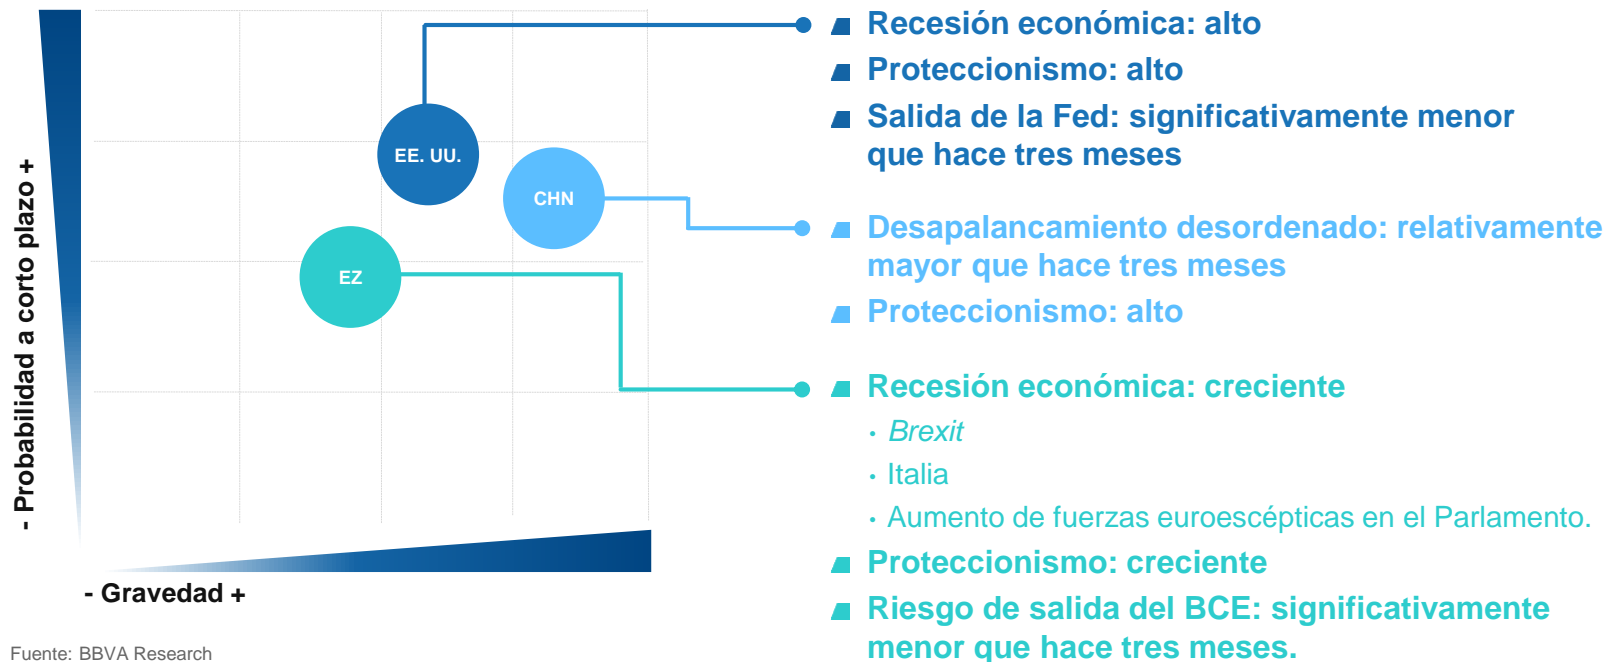 - Probabilidad a corto plazo +
EE. UU.
CHN
EZ
- Gravedad +
Fuente: BBVA Research
Recesión económica: alto
Proteccionismo: alto
Salida de la Fed: significativamente menor
que hace tres meses
Desapalancamiento desordenado: relativamente
mayor que hace tres meses
Proteccionismo: alto
Recesión económica: creciente
• Brexit
• Italia
• Aumento de fuerzas euroescépticas en el Parlamento.
Proteccionismo: creciente
Riesgo de salida del BCE: significativamente
menor que hace tres meses.